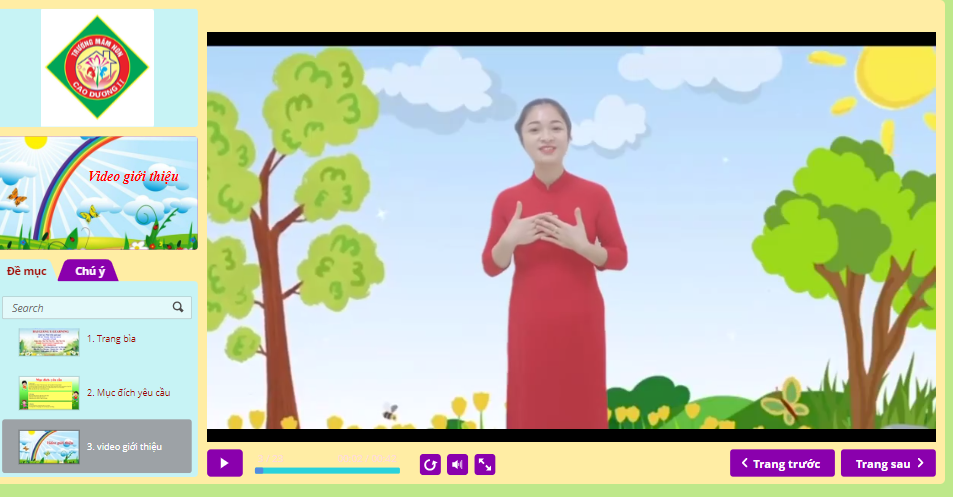 TRƯỜNG MẦM NON
CAO DƯƠNG II
Video giới thiệu
Đề mục
Chú ý
Search
1. Trang bìa
2. Mục đích yêu cầu
3. video giới thiệu
Trang trước
Trang sau